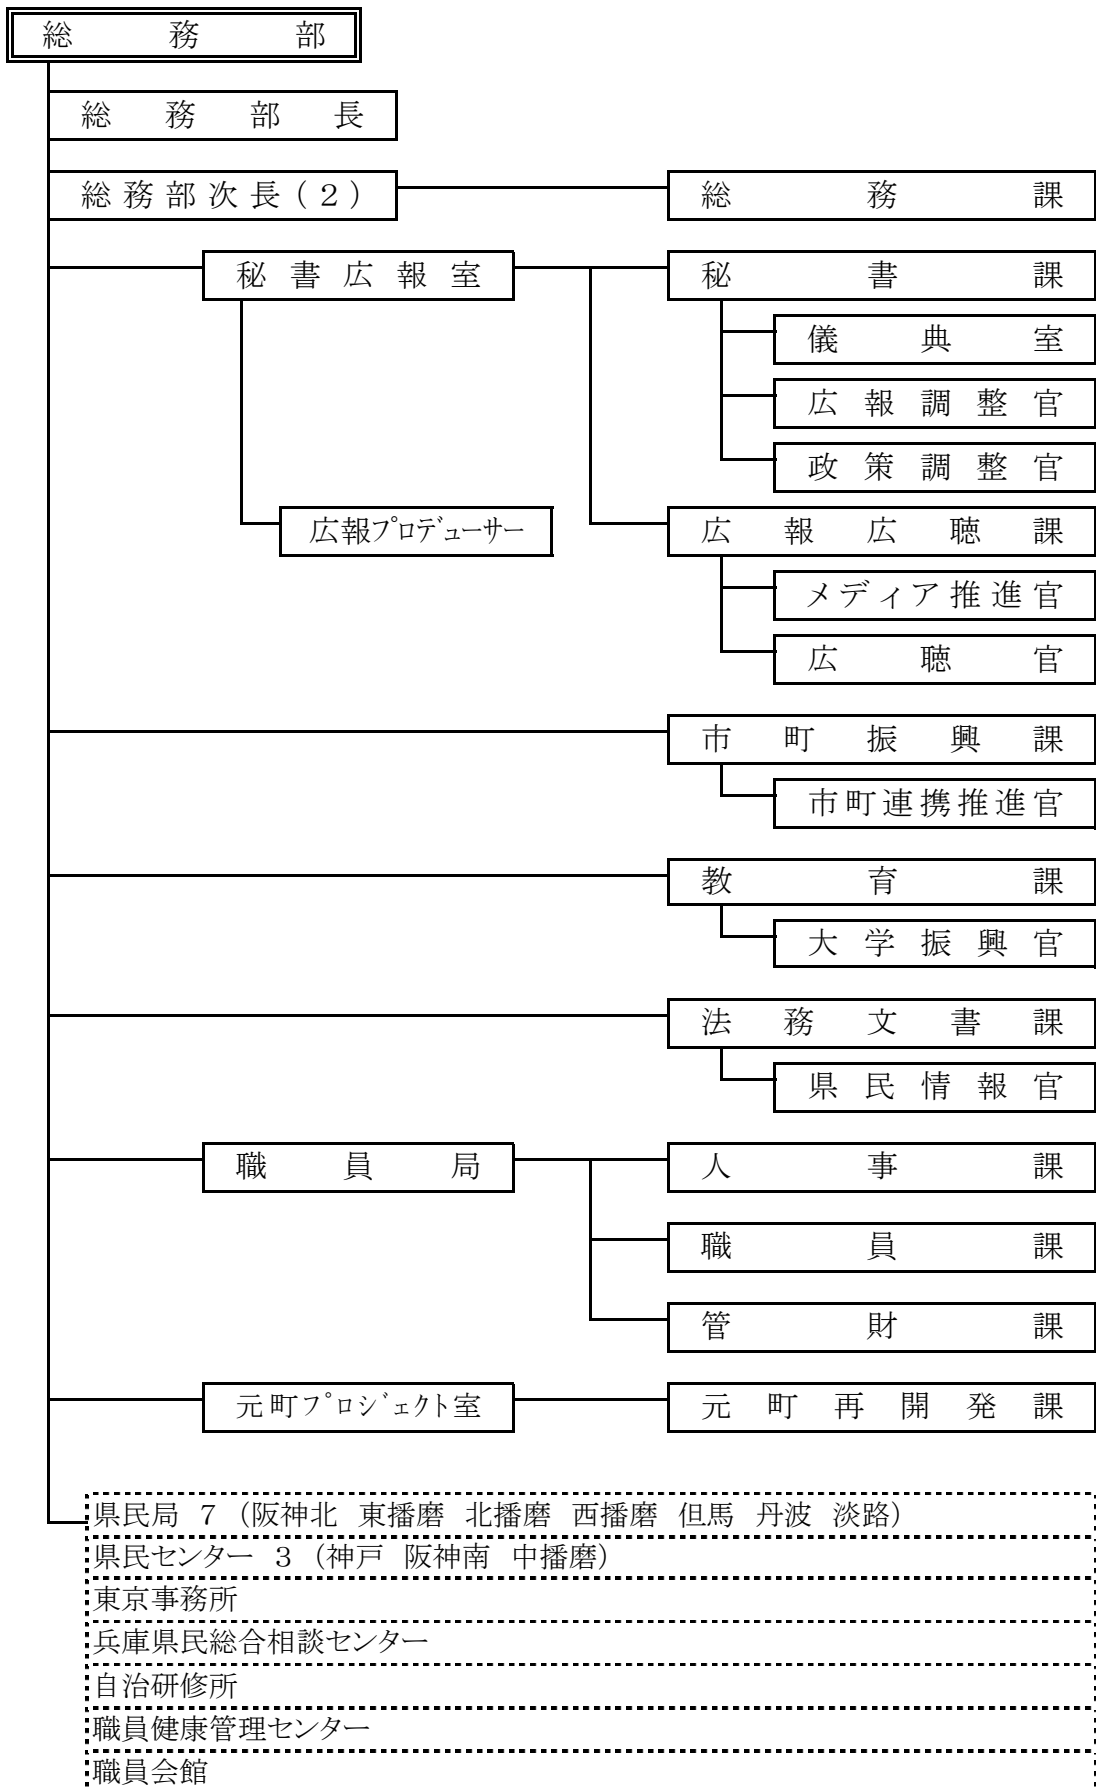 総務部
総務部長
総務部次長(２)
総務課
秘書広報室
秘書課
儀典室
広報調整官
政策調整官
広報プロデューサー
広報広聴課
メディア推進官
広聴官
市町振興課
市町連携推進官
教育課
大学振興官
法務文書課
県民情報官
職員局
人事課
職員課
管財課
元町プロジェクト室
元町再開発課
県民局 ７ (阪神北 東播磨 北播磨 西播磨 但馬 丹波 淡路)
県民センター ３ (神戸 阪神南 中播磨)
東京事務所
兵庫県民総合相談センター
自治研修所
職員健康管理センター
職員会館